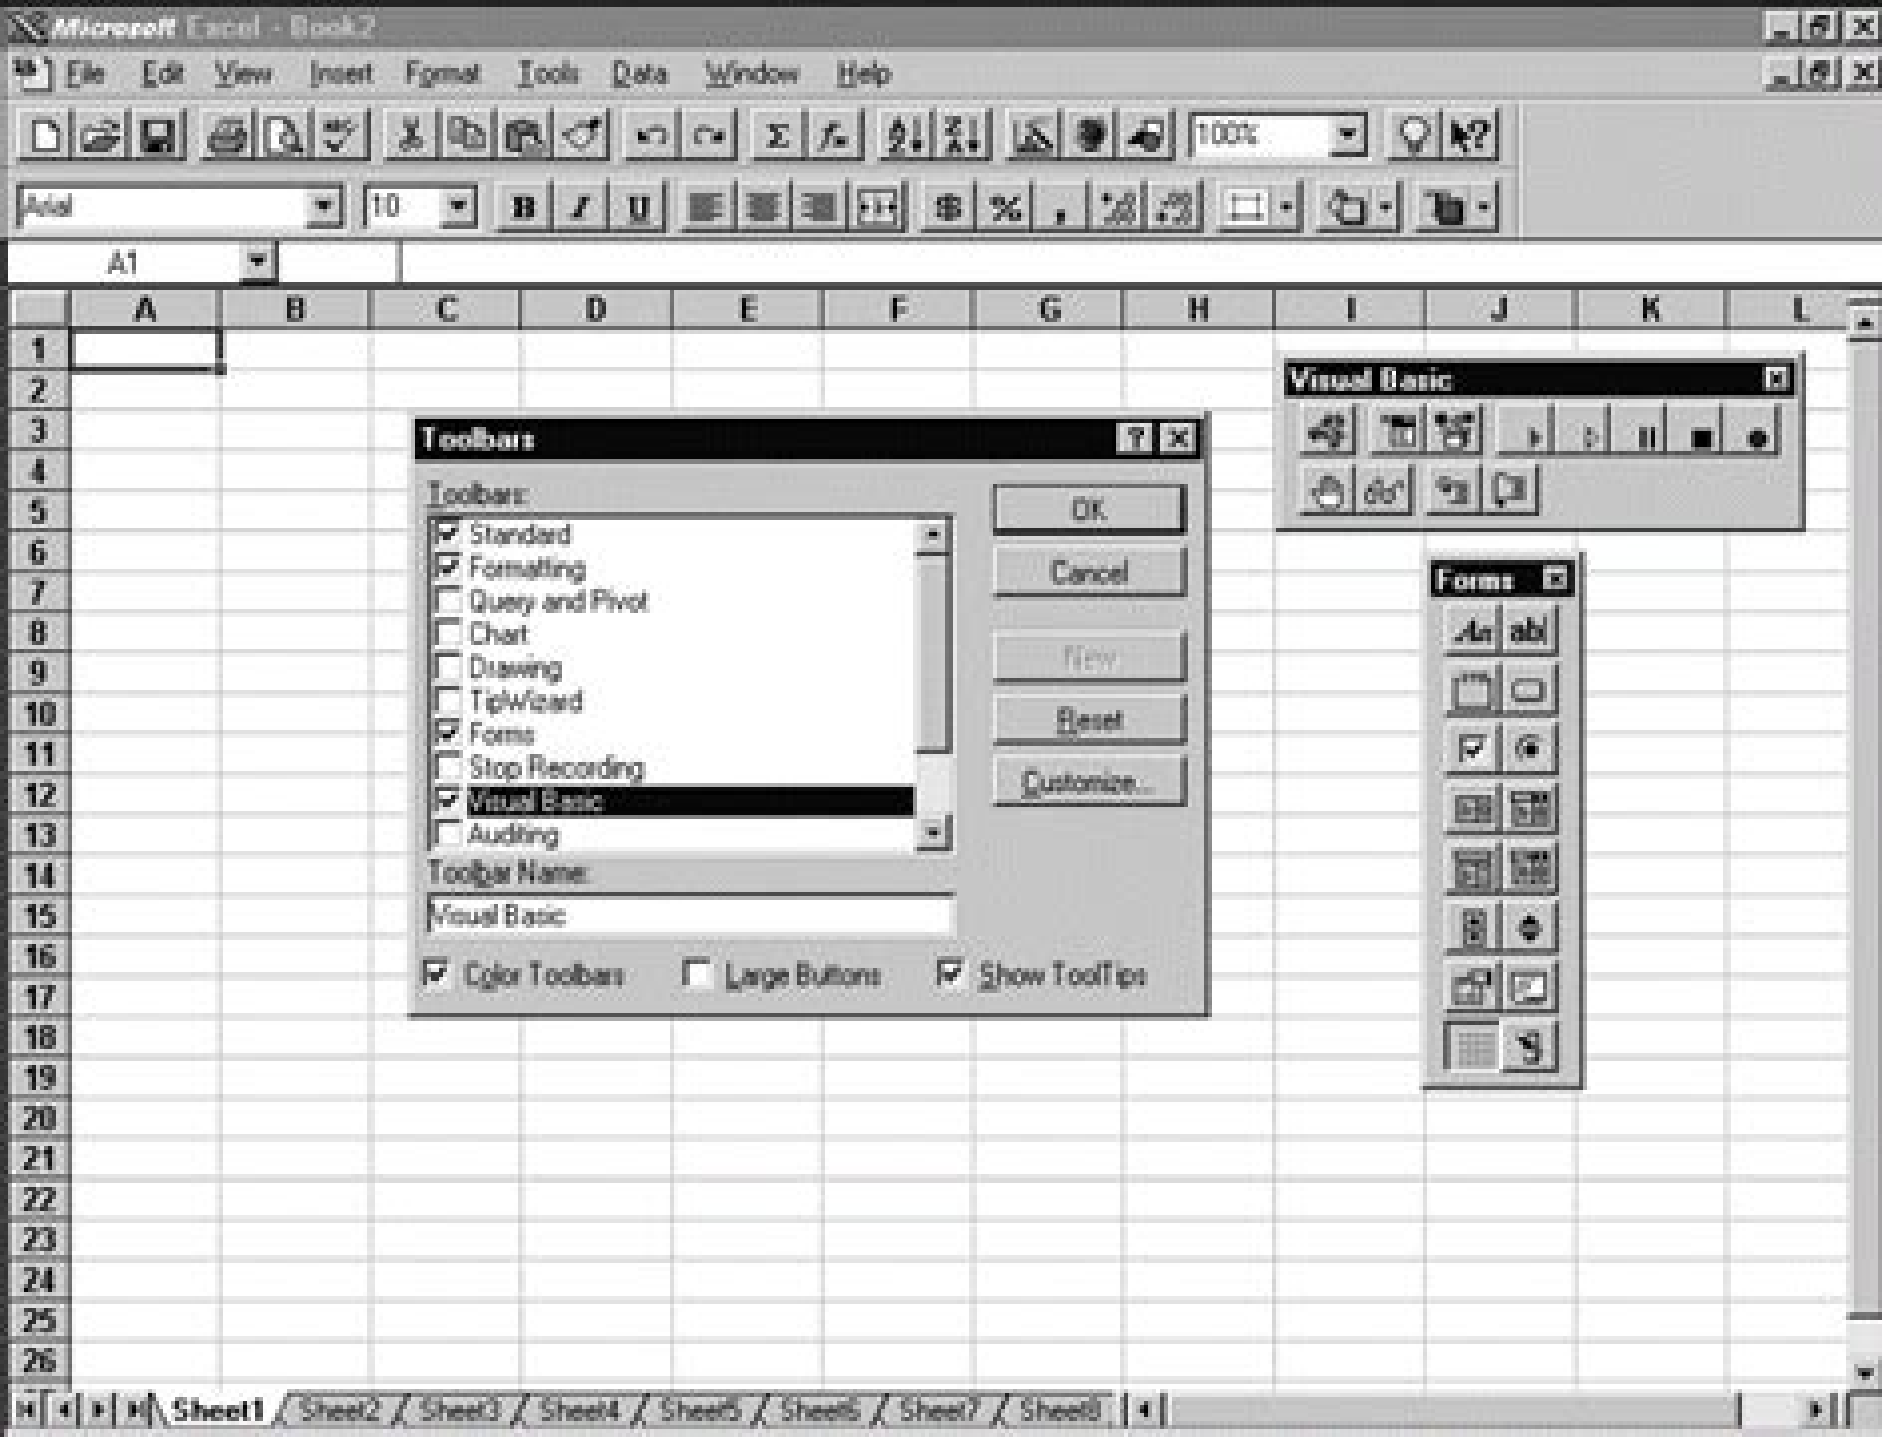 Microsoft Excel - Book2
File Edit View Insert Format Tools Data Window Help
100%
Arial 10 B I U $ % ,
A1
A B C D E F G H I J K L
1
2
3
4
5
6
7
8
9
10
11
12
13
14
15
16
17
18
19
20
21
22
23
24
25
26
Toolbars
Toolbars:
Standard
Formatting
Query and Pivot
Chart
Drawing
TipWizard
Forms
Stop Recording
Visual Basic
Auditing
Toolbar Name:
Visual Basic
Color Toolbars Large Buttons Show ToolTips
OK
Cancel
New
Reset
Customize...
Visual Basic
Forms
Aa ab|
Sheet1 Sheet2 Sheet3 Sheet4 Sheet5 Sheet6 Sheet7 Sheet8